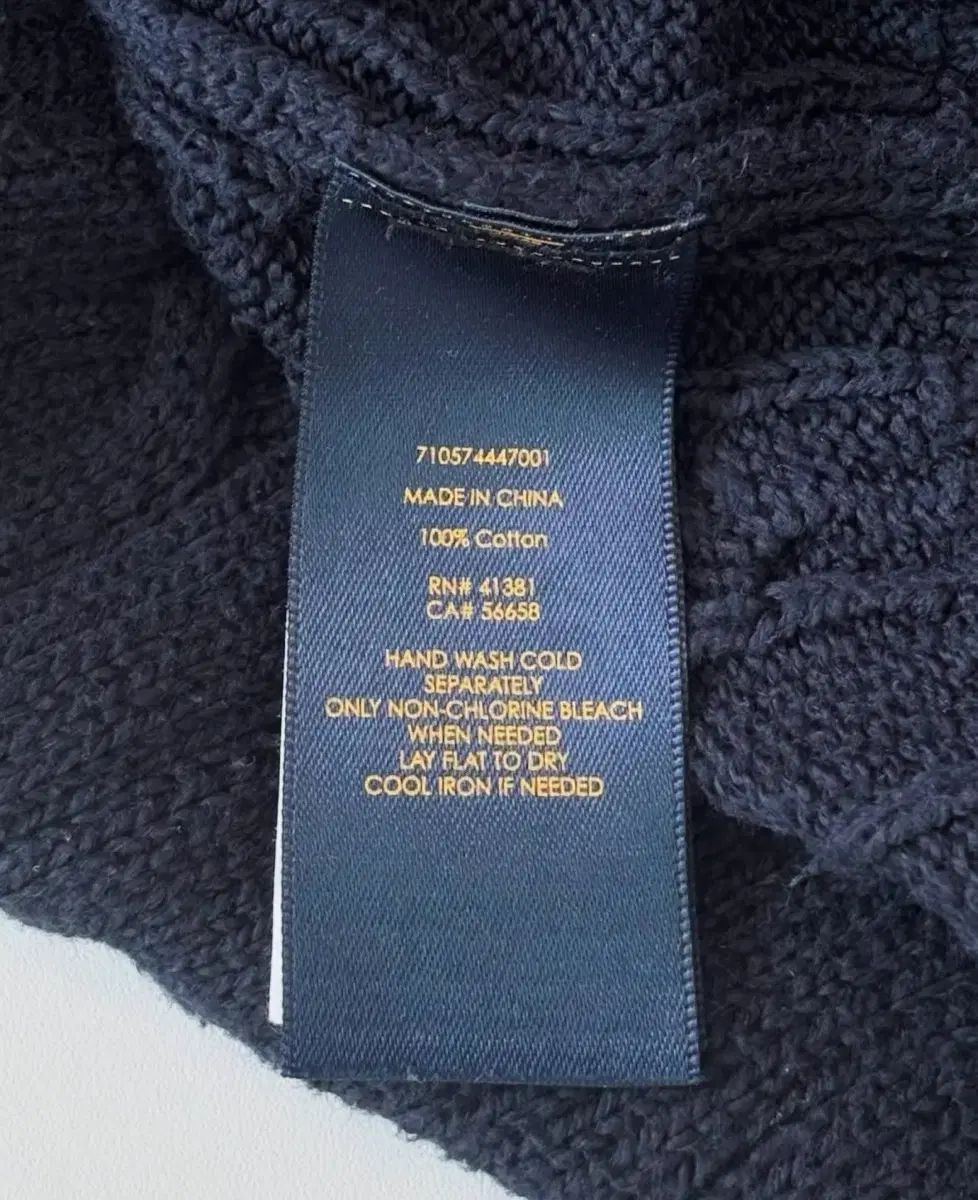 710574447001
MADE IN CHINA
100% Cotton
RN# 41381
CA# 56658
HAND WASH COLD
SEPARATELY
ONLY NON-CHLORINE BLEACH
WHEN NEEDED
LAY FLAT TO DRY
COOL IRON IF NEEDED